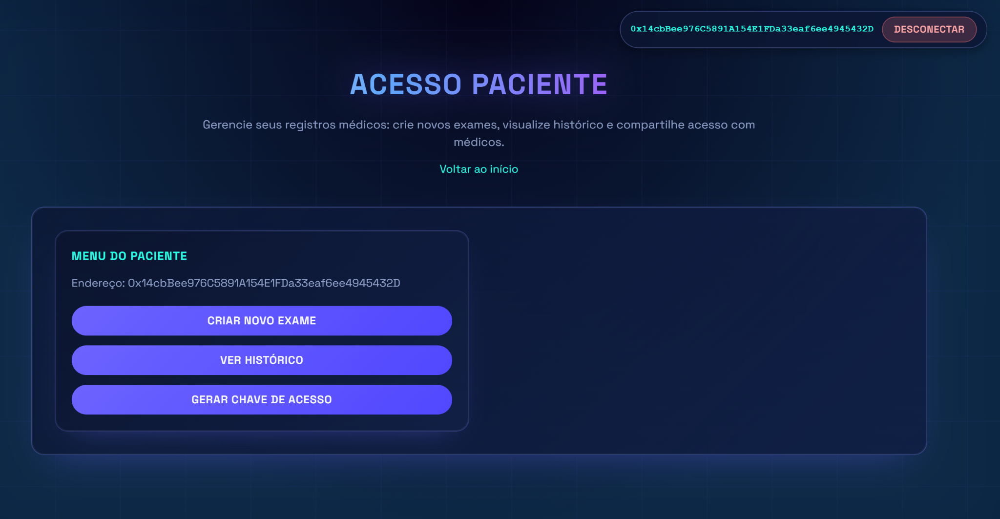 0x14cbBee976C5891A154E1FDa33eaf6ee4945432D DESCONECTAR
ACESSO PACIENTE
Gerencie seus registros médicos: crie novos exames, visualize histórico e compartilhe acesso com
médicos.
Voltar ao início
MENU DO PACIENTE
Endereço: 0x14cbBee976C5891A154E1FDa33eaf6ee4945432D
CRIAR NOVO EXAME
VER HISTÓRICO
GERAR CHAVE DE ACESSO